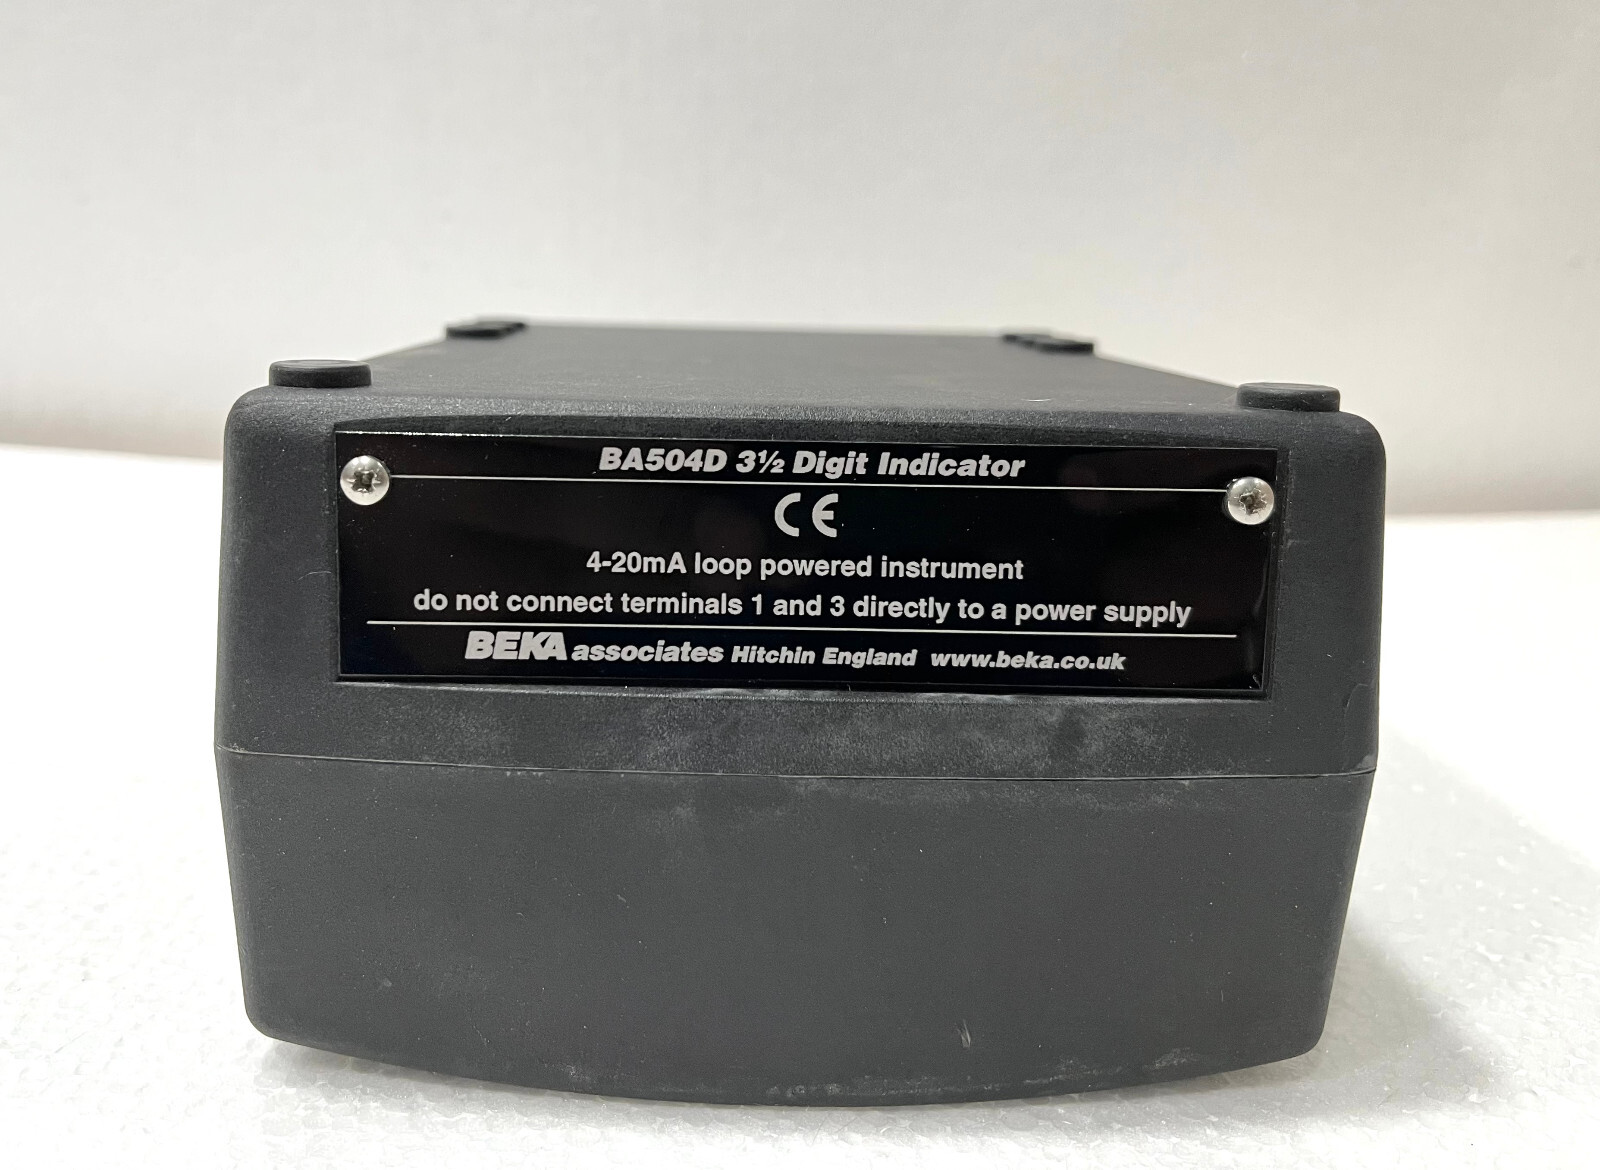 BA504D 3½ Digit Indicator
CE
4-20mA loop powered instrument
do not connect terminals 1 and 3 directly to a power supply
BEKA associates Hitchin England www.beka.co.uk